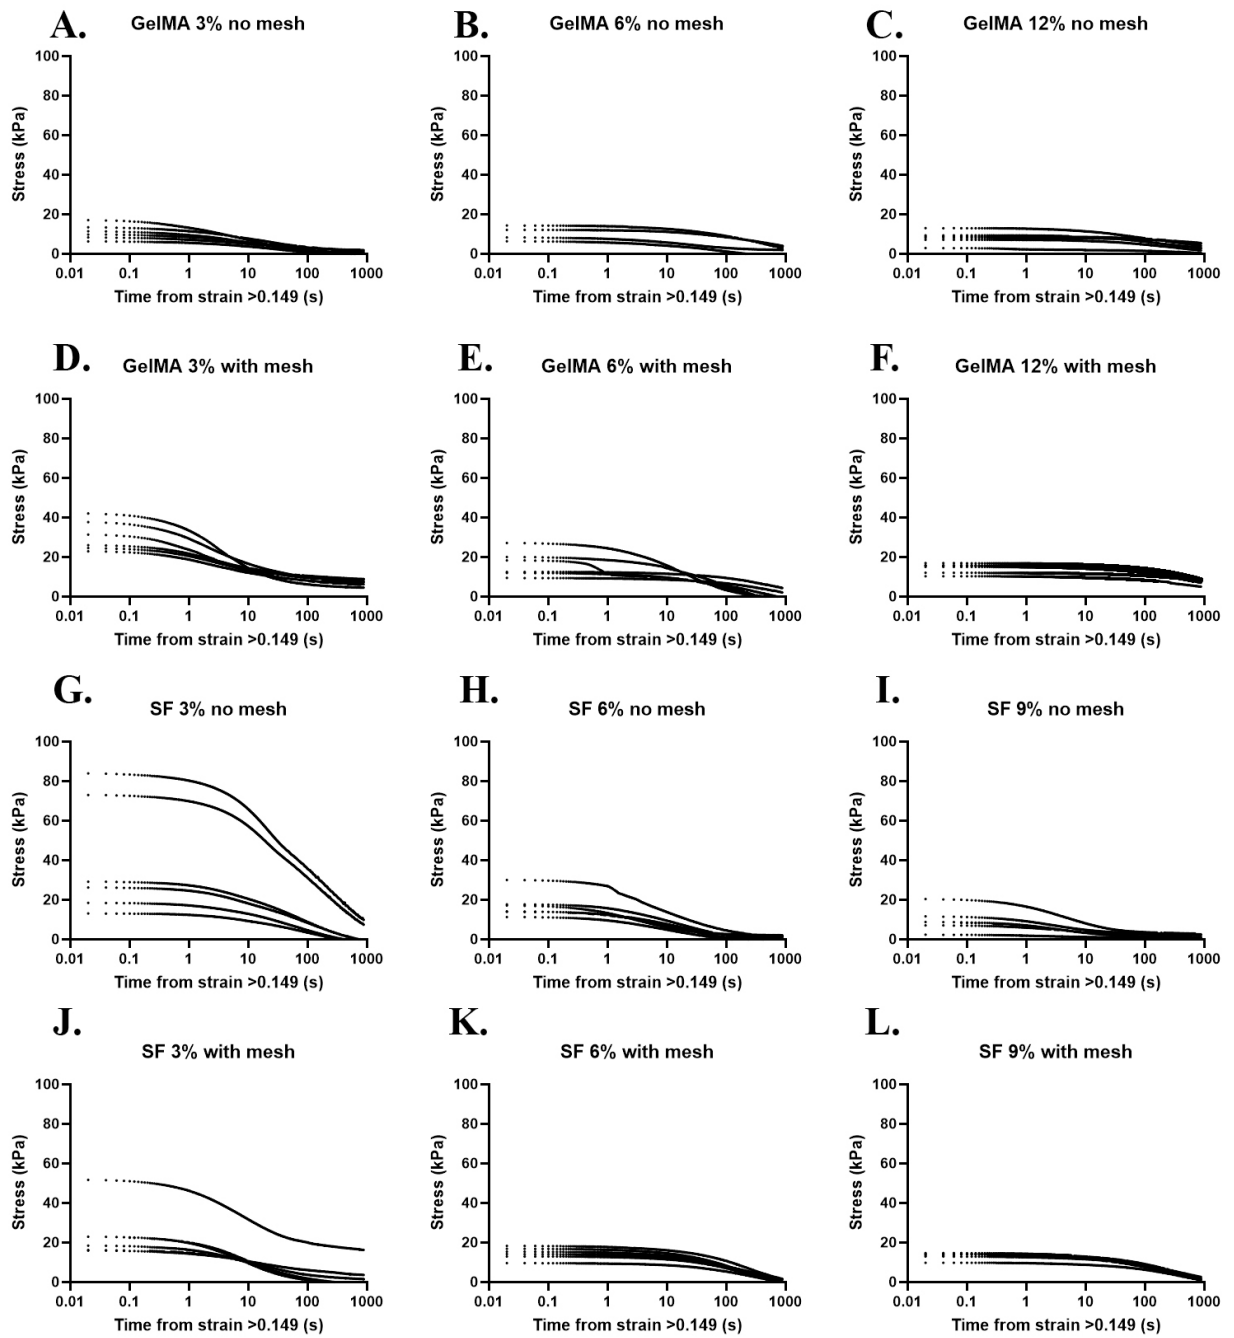 A. GelMA 3% no mesh
100
80
60
40
20
0
Stress (kPa)
0.01 0.1 1 10 100 1000
Time from strain >0.149 (s)
B. GelMA 6% no mesh
100
80
60
40
20
0
Stress (kPa)
0.01 0.1 1 10 100 1000
Time from strain >0.149 (s)
C. GelMA 12% no mesh
100
80
60
40
20
0
Stress (kPa)
0.01 0.1 1 10 100 1000
Time from strain >0.149 (s)
D. GelMA 3% with mesh
100
80
60
40
20
0
Stress (kPa)
0.01 0.1 1 10 100 1000
Time from strain >0.149 (s)
E. GelMA 6% with mesh
100
80
60
40
20
0
Stress (kPa)
0.01 0.1 1 10 100 1000
Time from strain >0.149 (s)
F. GelMA 12% with mesh
100
80
60
40
20
0
Stress (kPa)
0.01 0.1 1 10 100 1000
Time from strain >0.149 (s)
G. SF 3% no mesh
100
80
60
40
20
0
Stress (kPa)
0.01 0.1 1 10 100 1000
Time from strain >0.149 (s)
H. SF 6% no mesh
100
80
60
40
20
0
Stress (kPa)
0.01 0.1 1 10 100 1000
Time from strain >0.149 (s)
I. SF 9% no mesh
100
80
60
40
20
0
Stress (kPa)
0.01 0.1 1 10 100 1000
Time from strain >0.149 (s)
J. SF 3% with mesh
100
80
60
40
20
0
Stress (kPa)
0.01 0.1 1 10 100 1000
Time from strain >0.149 (s)
K. SF 6% with mesh
100
80
60
40
20
0
Stress (kPa)
0.01 0.1 1 10 100 1000
Time from strain >0.149 (s)
L. SF 9% with mesh
100
80
60
40
20
0
Stress (kPa)
0.01 0.1 1 10 100 1000
Time from strain >0.149 (s)